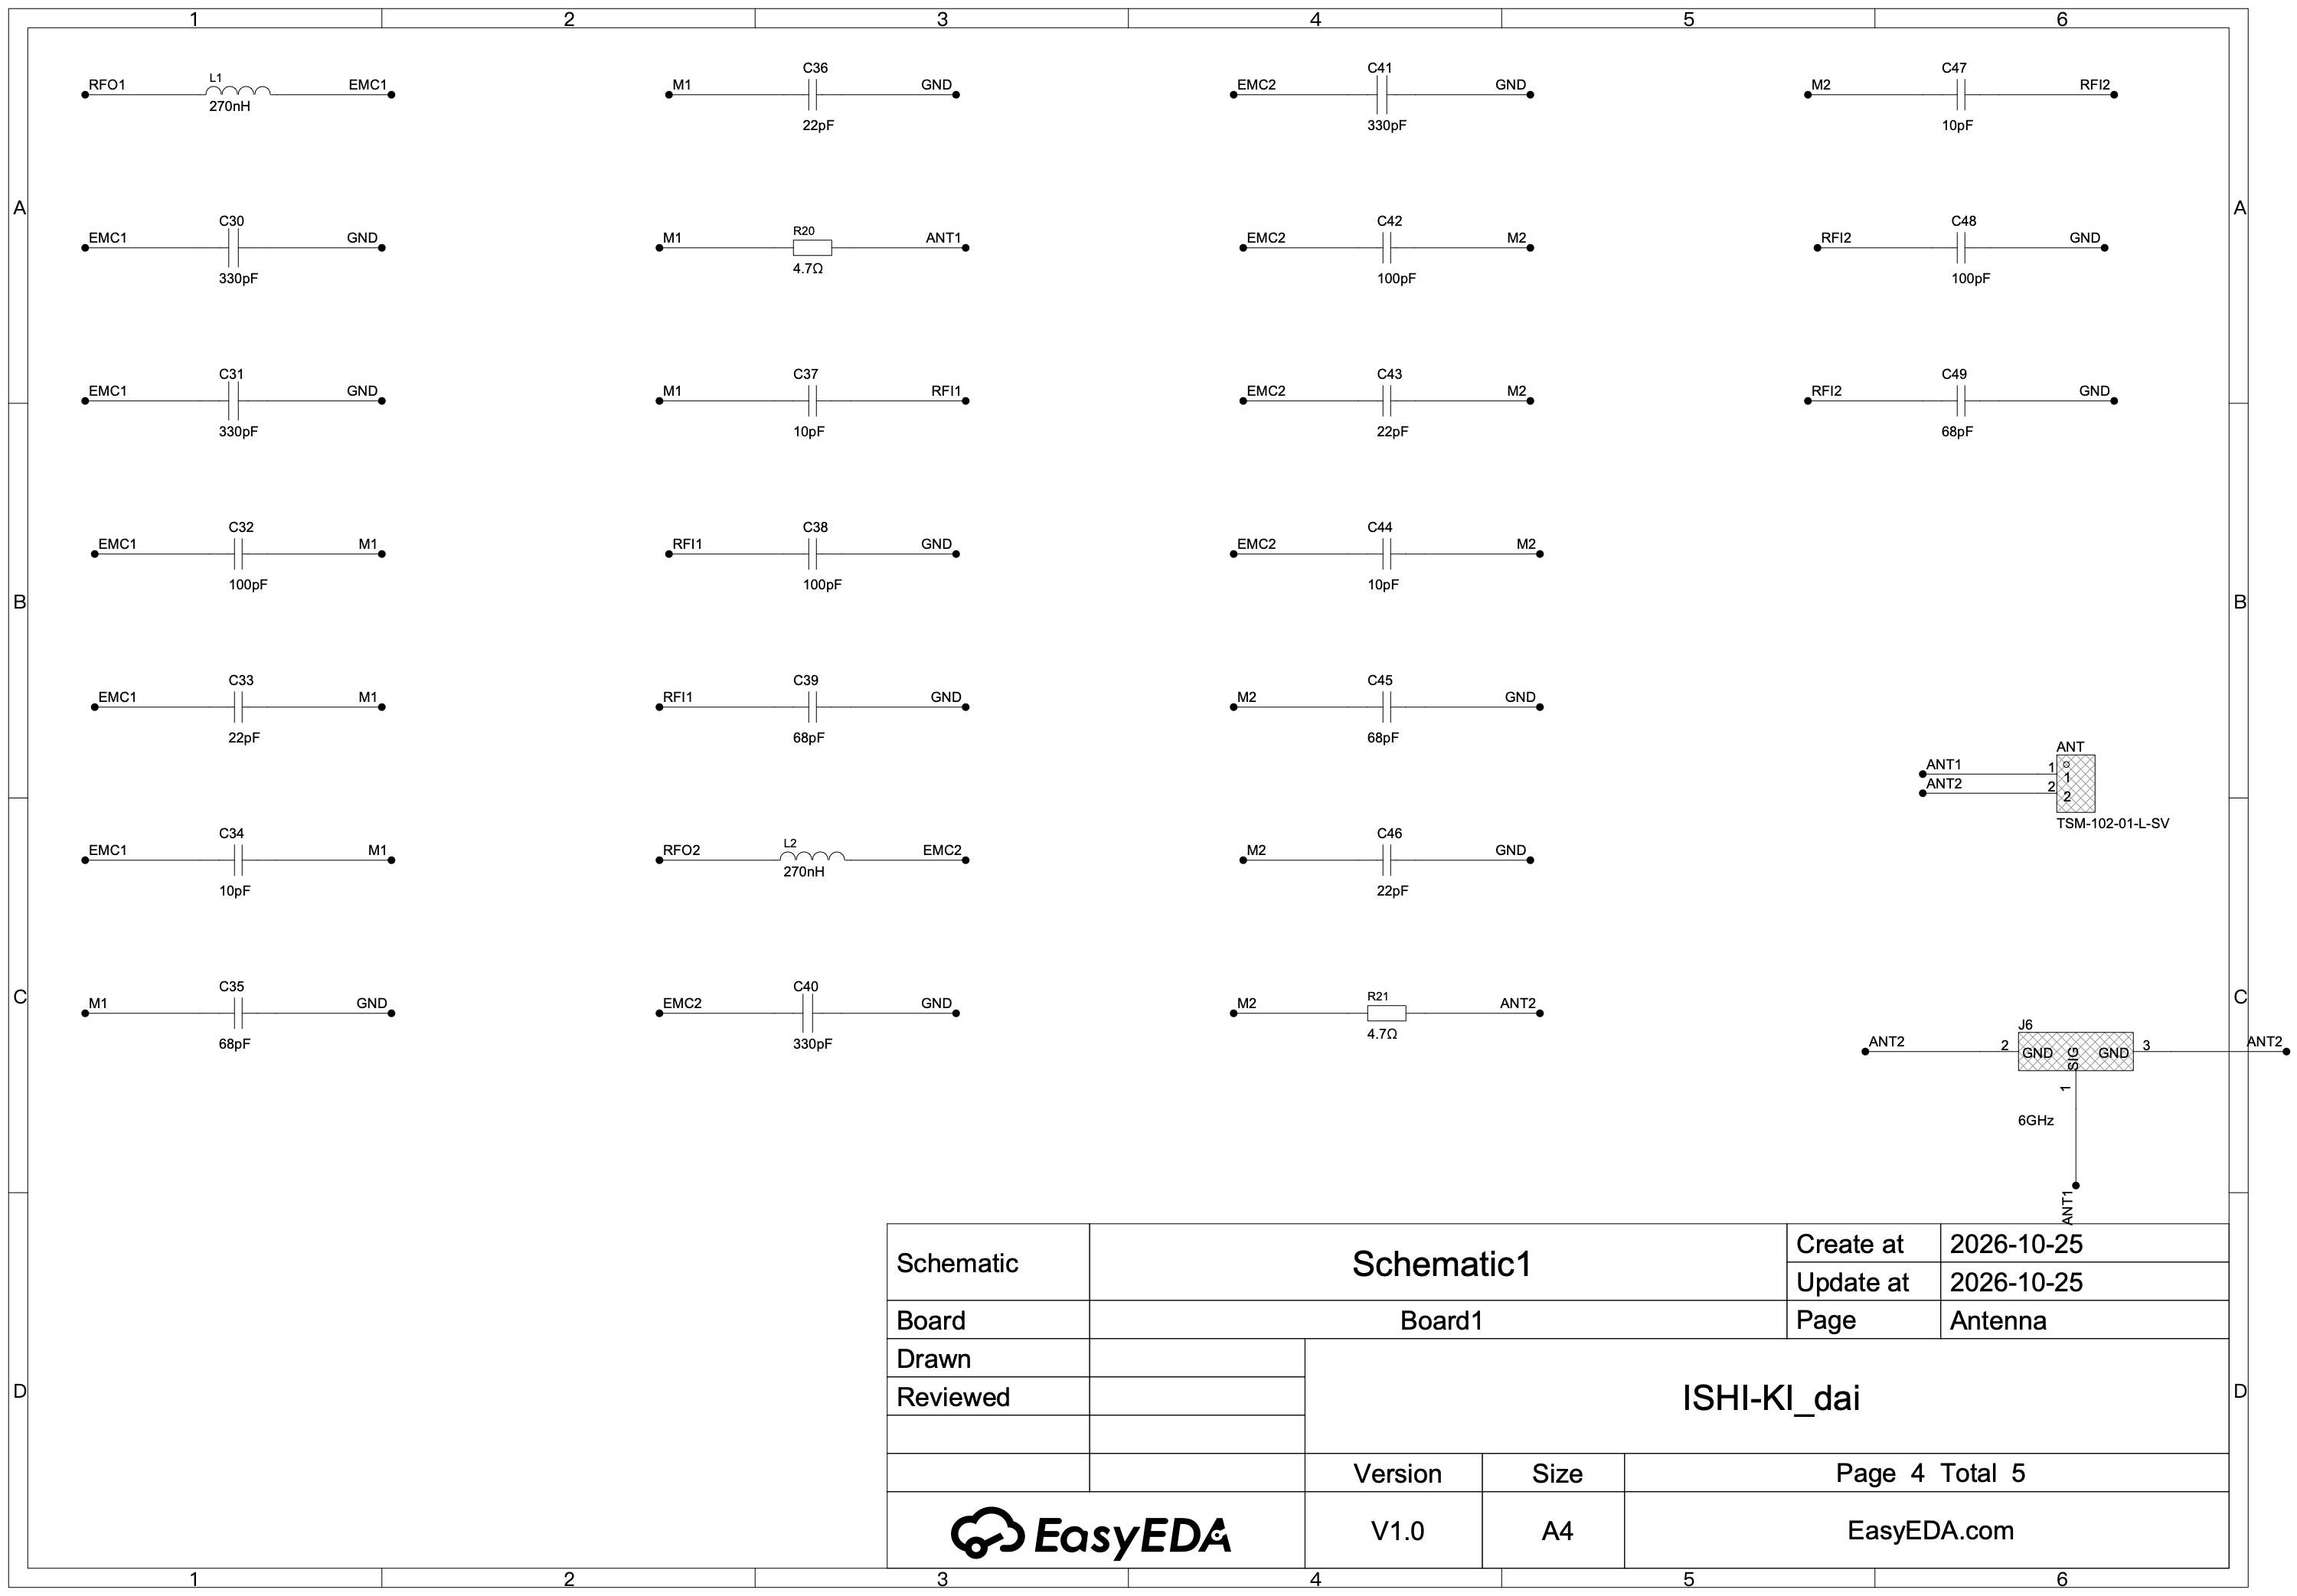 1 2 3 4 5 6
A
B
C
D
A
B
C
D
RFO1 L1 EMC1
270nH
C30
EMC1 GND
330pF
C31
EMC1 GND
330pF
C32
EMC1 M1
100pF
C33
EMC1 M1
22pF
C34
EMC1 M1
10pF
C35
M1 GND
68pF
C36
M1 GND
22pF
R20
M1 ANT1
4.7Ω
C37
M1 RFI1
10pF
C38
RFI1 GND
100pF
C39
RFI1 GND
68pF
L2
RFO2 EMC2
270nH
C40
EMC2 GND
330pF
C41
EMC2 GND
330pF
C42
EMC2 M2
100pF
C43
EMC2 M2
22pF
C44
EMC2 M2
10pF
C45
M2 GND
68pF
C46
M2 GND
22pF
R21
M2 ANT2
4.7Ω
C47
M2 RFI2
10pF
C48
RFI2 GND
100pF
C49
RFI2 GND
68pF
ANT
ANT1 1 1
ANT2 2 2
TSM-102-01-L-SV
J6
ANT2 2 GND SIG GND 3 ANT2
1
6GHz
ANT1
Schematic Schematic1 Create at 2026-10-25
Update at 2026-10-25
Board Board1 Page Antenna
Drawn
Reviewed
ISHI-KI_dai
Version Size Page 4 Total 5
EasyEDA V1.0 A4 EasyEDA.com
1 2 3 4 5 6